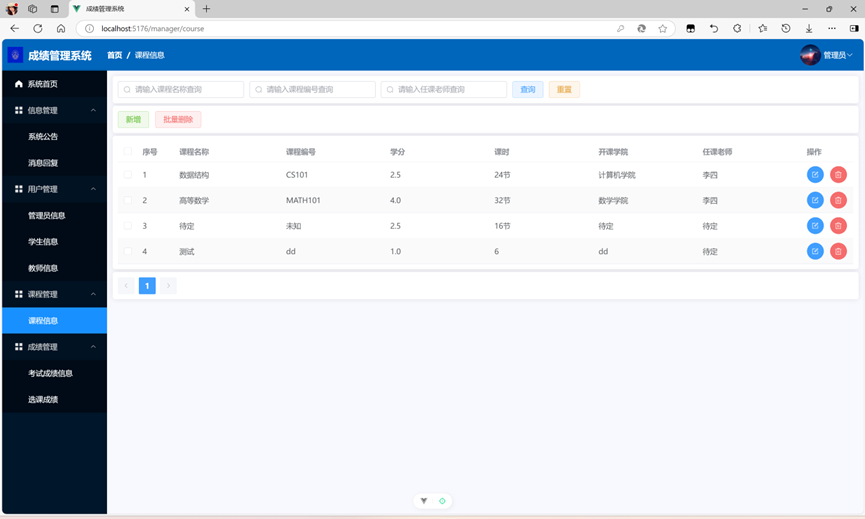 成绩管理系统
localhost:5176/manager/course
成绩管理系统
首页 / 课程信息
管理员
系统首页
信息管理
系统公告
消息回复
用户管理
管理员信息
学生信息
教师信息
课程管理
课程信息
成绩管理
考试成绩信息
选课成绩
请输入课程名称查询 请输入课程编号查询 请输入任课老师查询 查询 重置
新增 批量删除
序号 课程名称 课程编号 学分 课时 开课学院 任课老师 操作
1 数据结构 CS101 2.5 24节 计算机学院 李四
2 高等数学 MATH101 4.0 32节 数学学院 李四
3 待定 未知 2.5 16节 待定 待定
4 测试 dd 1.0 6 dd 待定
1